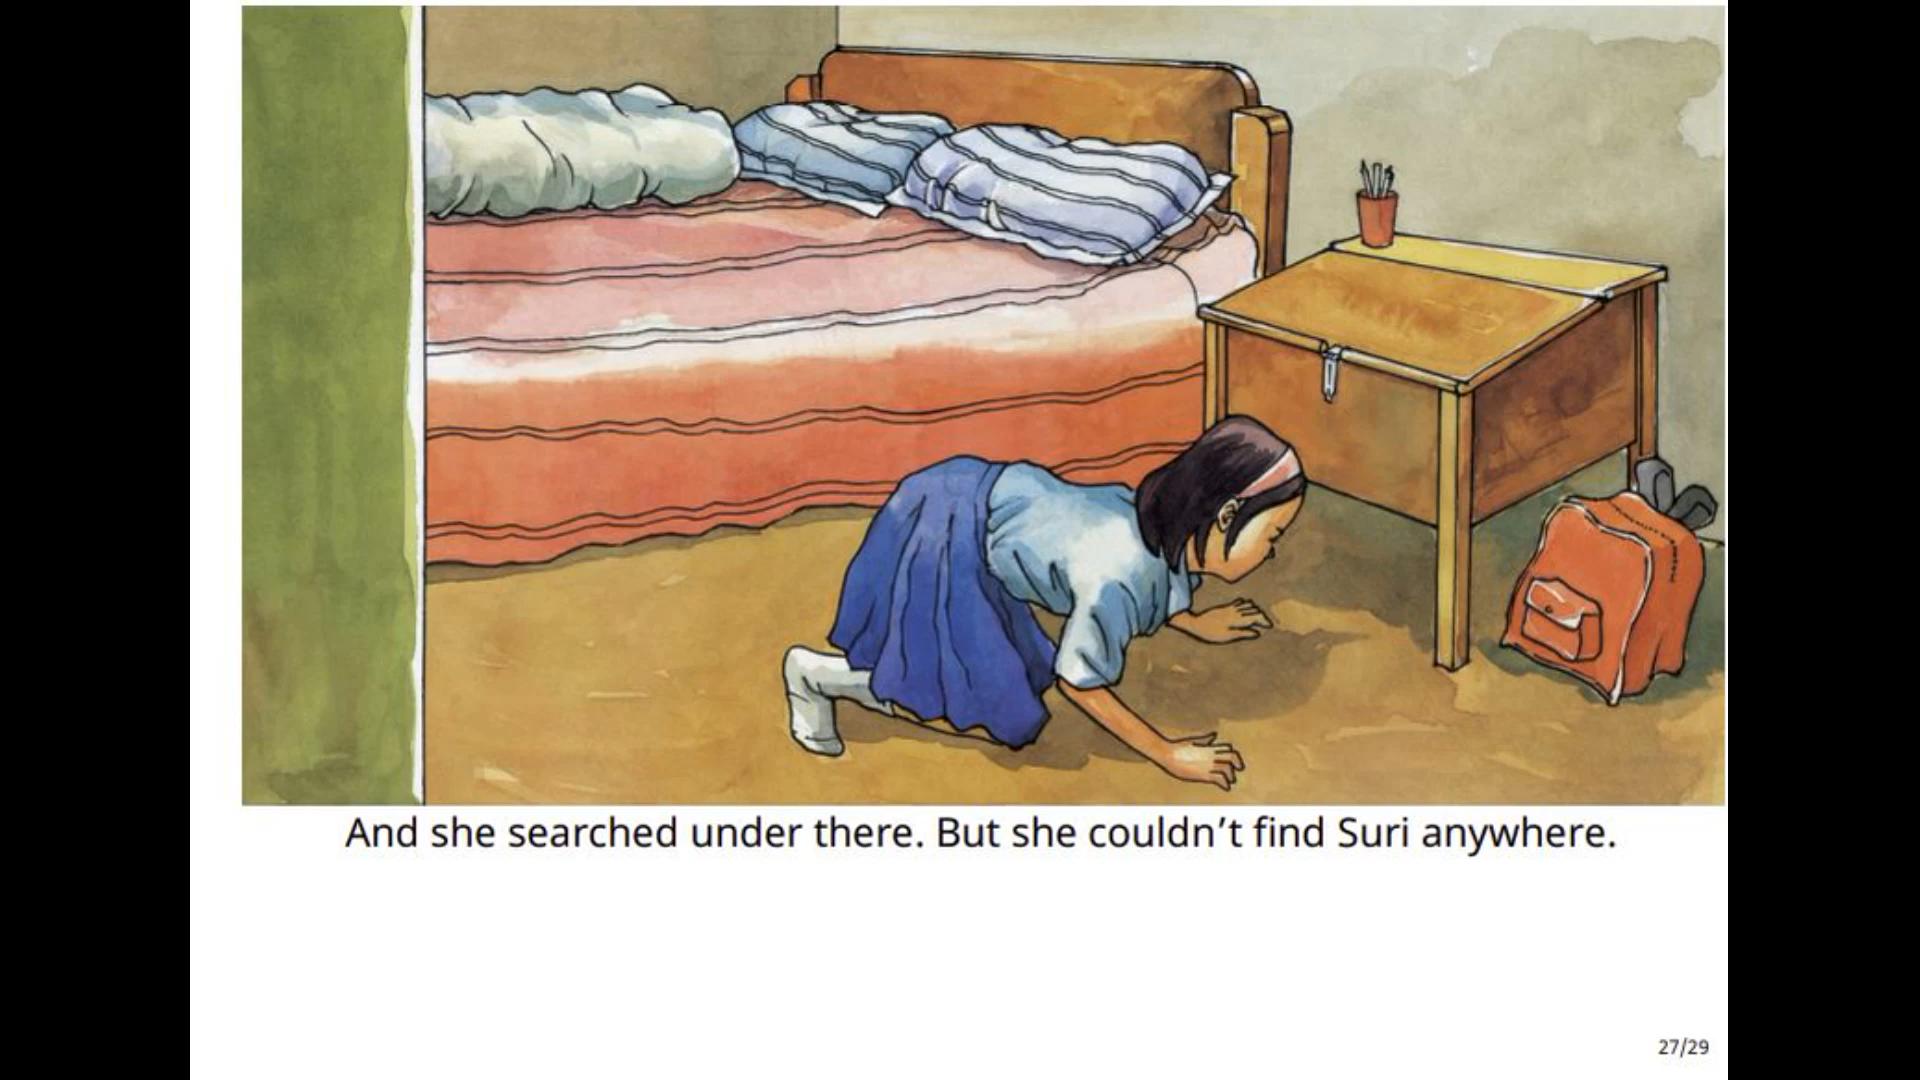 And she searched under there. But she couldn’t find Suri anywhere.
27/29